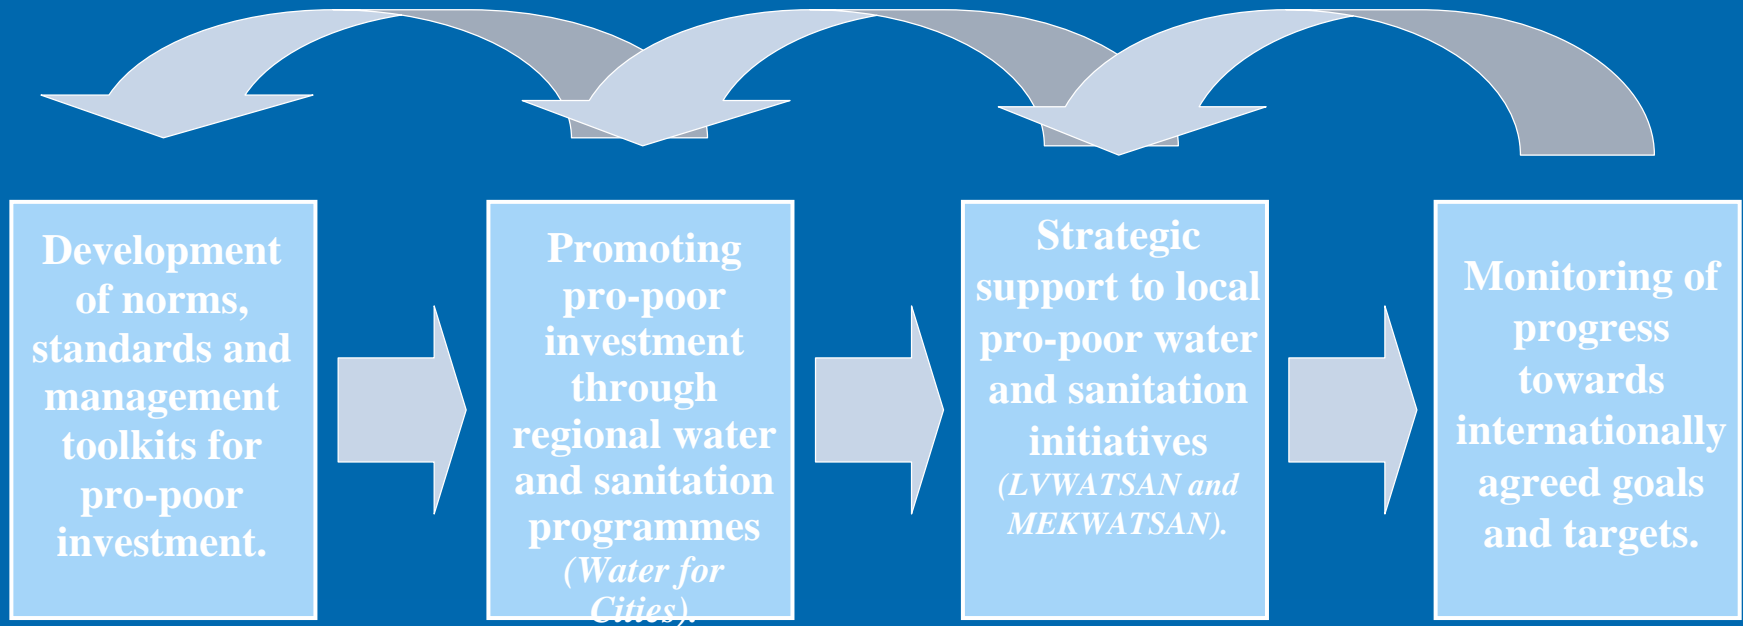 Development
of norms,
standards and
management
toolkits for
pro-poor
investment.
Promoting
pro-poor
investment
through
regional water
and sanitation
programmes
(Water for
Cities).
Strategic
support to local
pro-poor water
and sanitation
initiatives
(LVWATSAN and
MEKWATSAN).
Monitoring of
progress
towards
internationally
agreed goals
and targets.